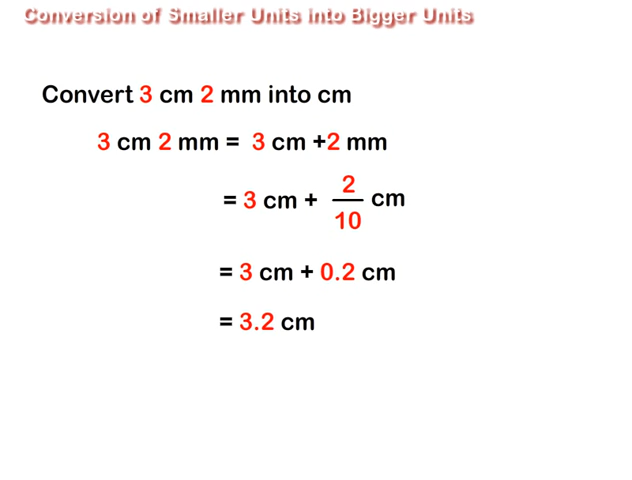 Conversion of Smaller Units into Bigger Units
Convert 3 cm 2 mm into cm
3 cm 2 mm = 3 cm +2 mm
= 3 cm + 2/10 cm
= 3 cm + 0.2 cm
= 3.2 cm